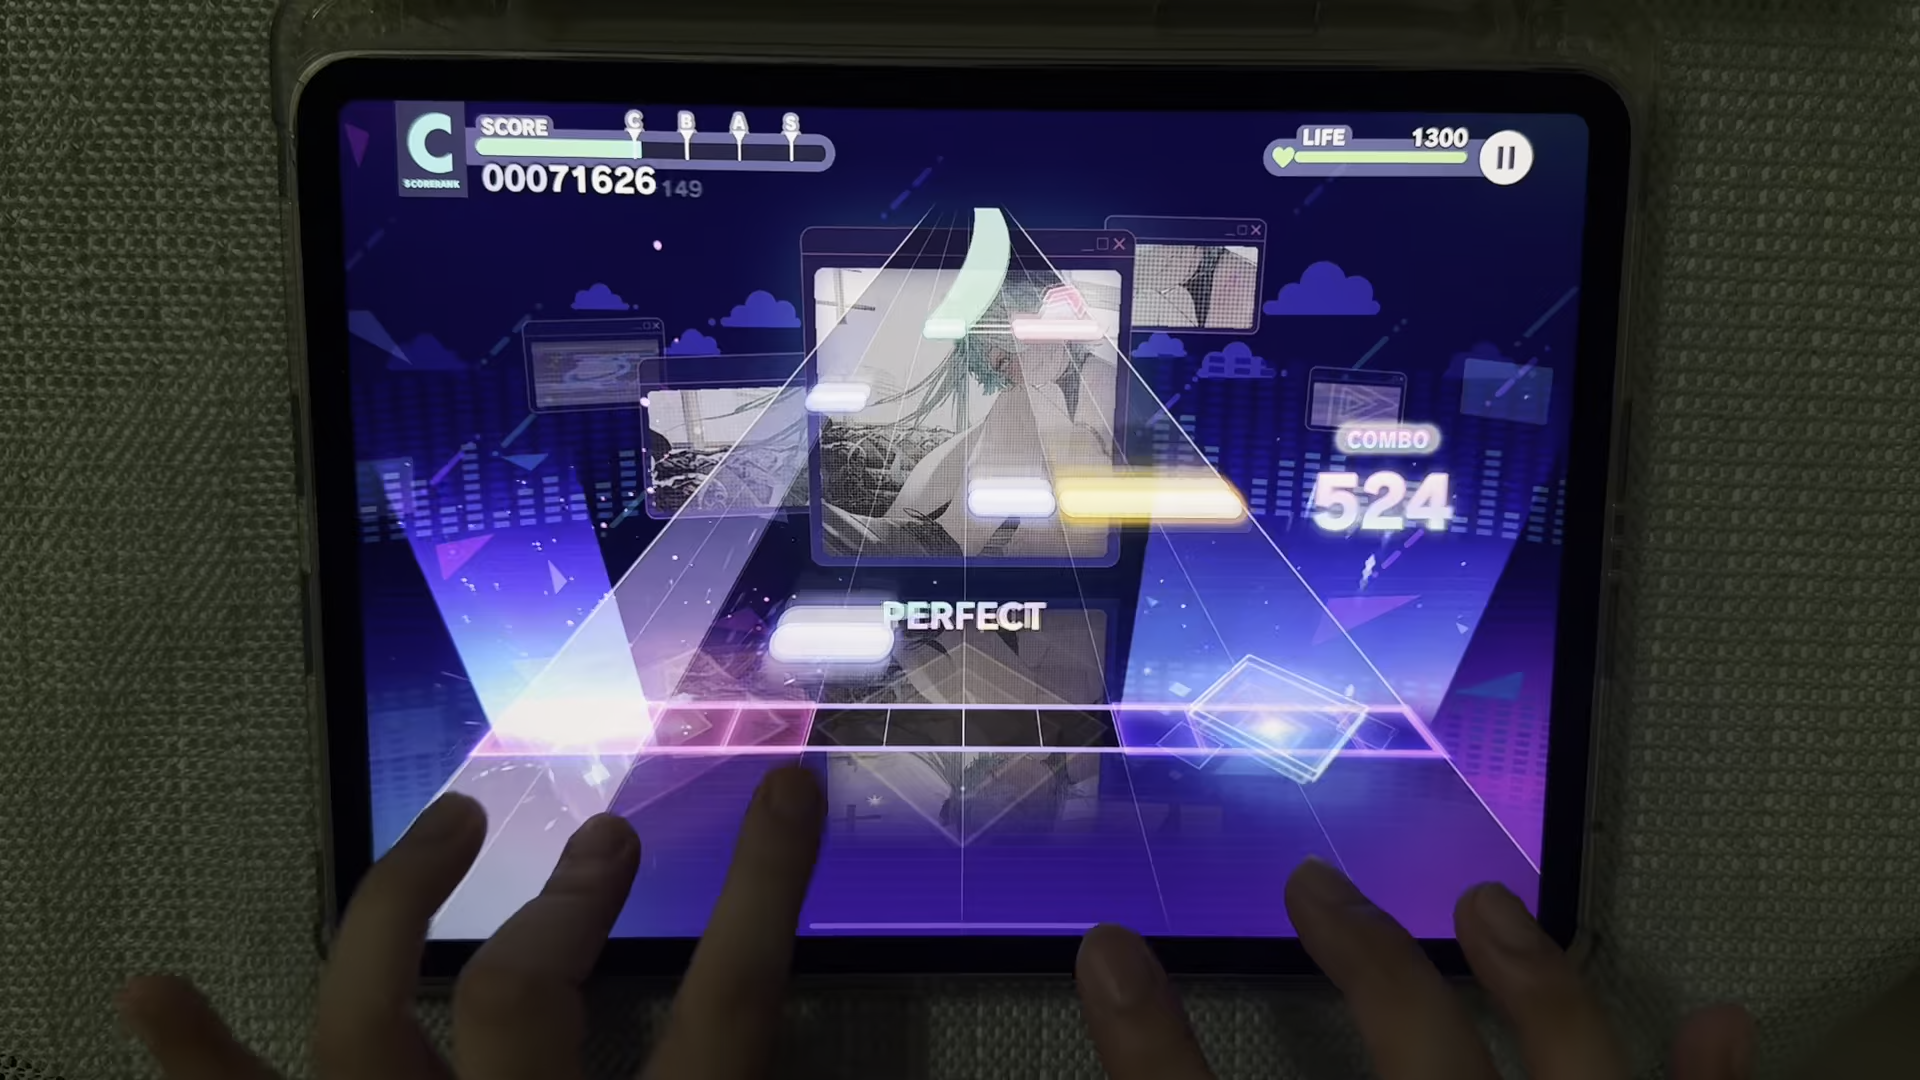 C
SCORERANK
SCORE
C B A S
00071626 149
LIFE 1300
COMBO
524
PERFECT